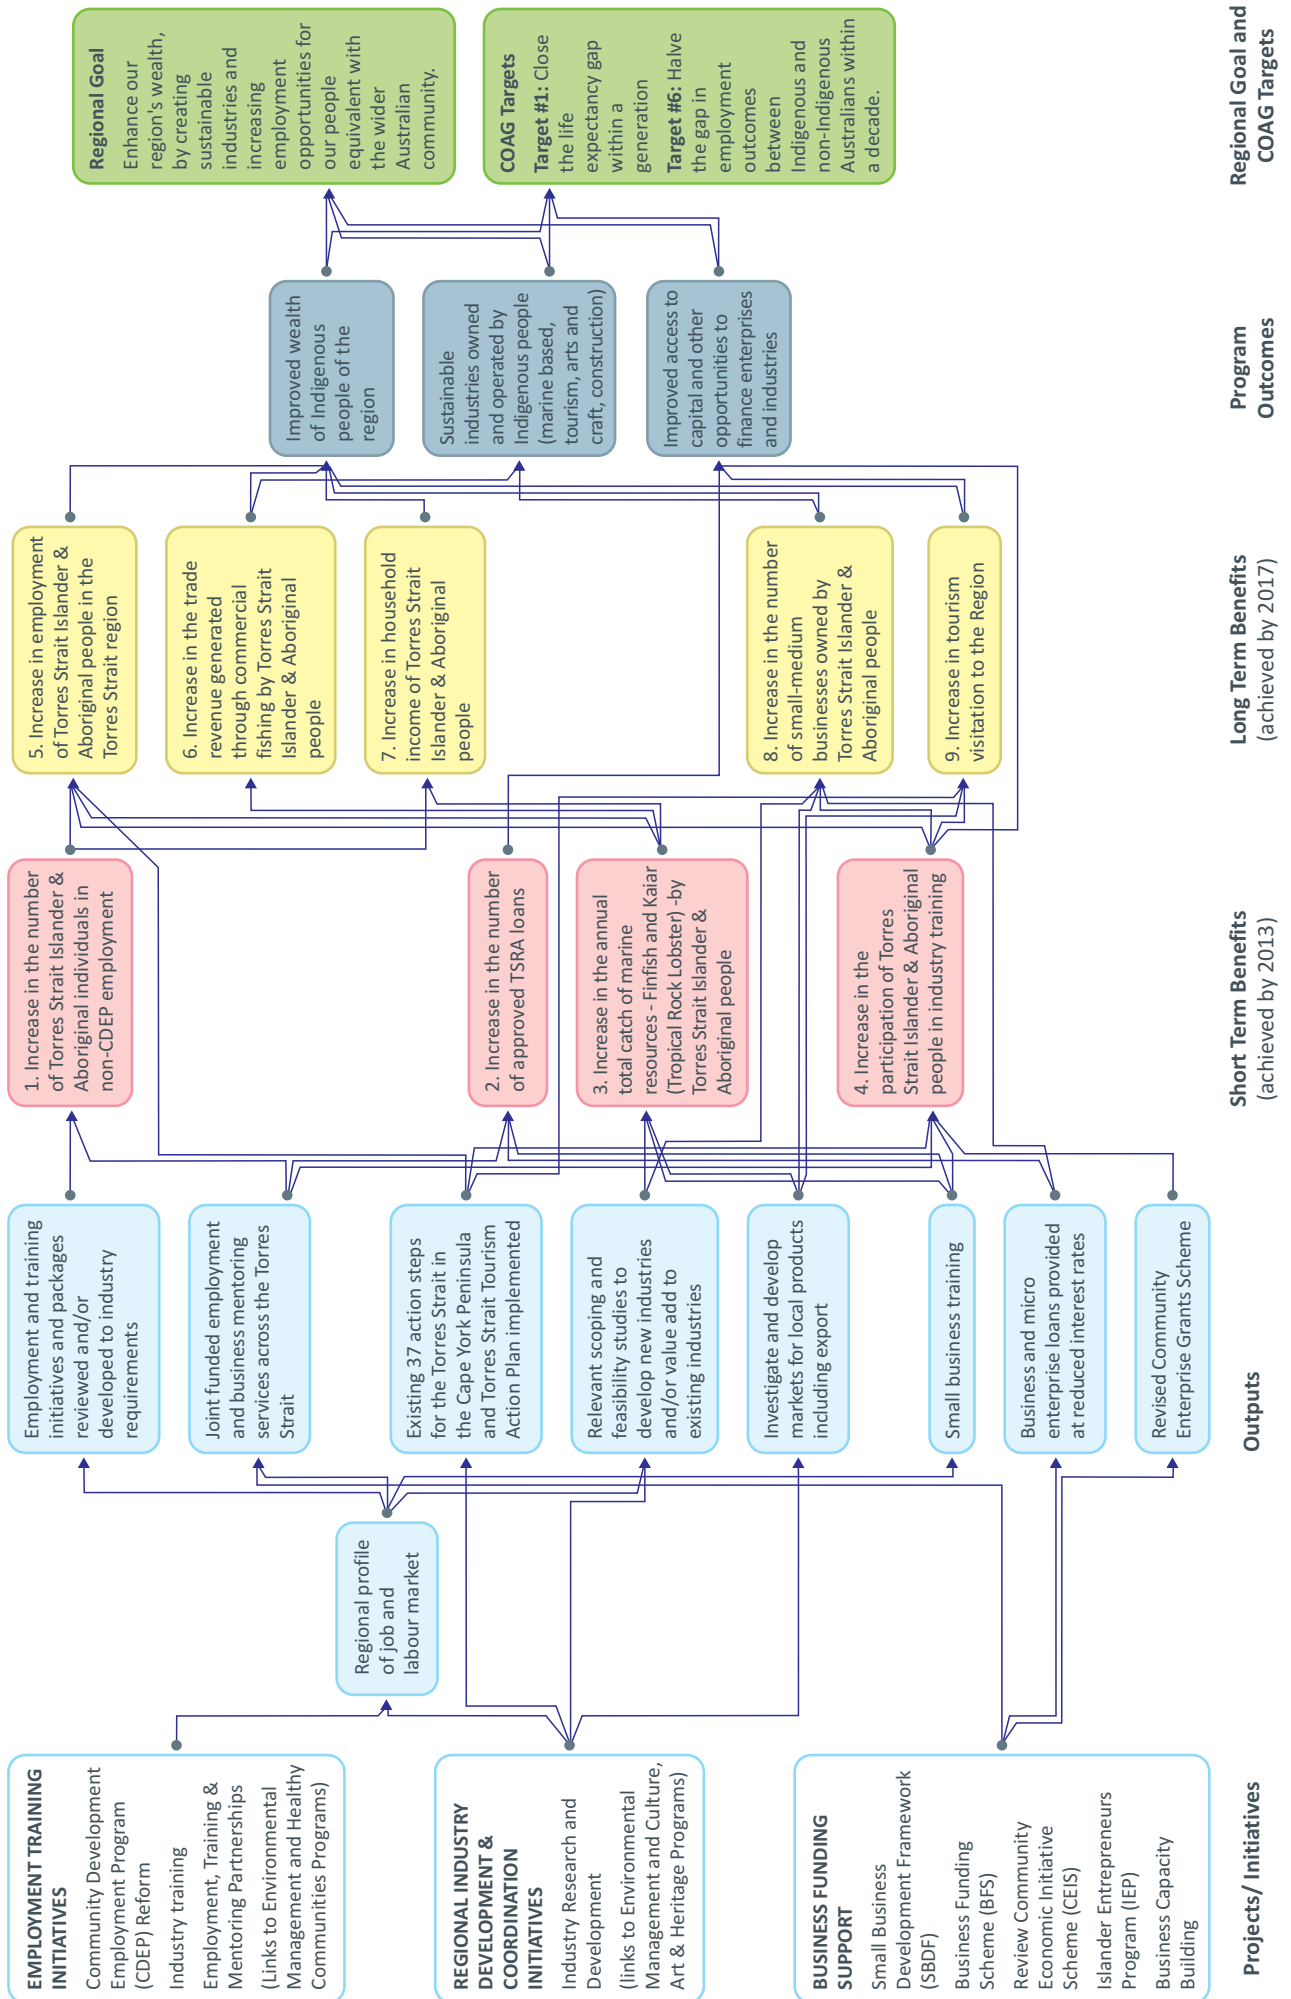 EMPLOYMENT TRAINING
INITIATIVES
Community Development
Employment Program
(CDEP) Reform
Industry training
Employment, Training &
Mentoring Partnerships
(Links to Environmental
Management and Healthy
Communities Programs)
REGIONAL INDUSTRY
DEVELOPMENT &
COORDINATION
INITIATIVES
Industry Research and
Development
(links to Environmental
Management and Culture,
Art & Heritage Programs)
BUSINESS FUNDING
SUPPORT
Small Business
Development Framework
(SBDF)
Business Funding
Scheme (BFS)
Review Community
Economic Initiative
Scheme (CEIS)
Islander Entrepreneurs
Program (IEP)
Business Capacity
Building
Projects/ Initiatives
Regional profile
of job and
labour market
Employment and training
initiatives and packages
reviewed and/or
developed to industry
requirements
Joint funded employment
and business mentoring
services across the Torres
Strait
Existing 37 action steps
for the Torres Strait in
the Cape York Peninsula
and Torres Strait Tourism
Action Plan implemented
Relevant scoping and
feasibility studies to
develop new industries
and/or value add to
existing industries
Investigate and develop
markets for local products
including export
Small business training
Business and micro
enterprise loans provided
at reduced interest rates
Revised Community
Enterprise Grants Scheme
Outputs
1. Increase in the number
of Torres Strait Islander &
Aboriginal individuals in
non-CDEP employment
2. Increase in the number
of approved TSRA loans
3. Increase in the annual
total catch of marine
resources - Finfish and Kaiar
(Tropical Rock Lobster) -by
Torres Strait Islander &
Aboriginal people
4. Increase in the
participation of Torres
Strait Islander & Aboriginal
people in industry training
Short Term Benefits
(achieved by 2013)
5. Increase in employment
of Torres Strait Islander &
Aboriginal people in the
Torres Strait region
6. Increase in the trade
revenue generated
through commercial
fishing by Torres Strait
Islander & Aboriginal
people
7. Increase in household
income of Torres Strait
Islander & Aboriginal
people
8. Increase in the number
of small-medium
businesses owned by
Torres Strait Islander &
Aboriginal people
9. Increase in tourism
visitation to the Region
Long Term Benefits
(achieved by 2017)
Improved wealth
of Indigenous
people of the
region
Sustainable
industries owned
and operated by
Indigenous people
(marine based,
tourism, arts and
craft, construction)
Improved access to
capital and other
opportunities to
finance enterprises
and industries
Program
Outcomes
Regional Goal
Enhance our
region's wealth,
by creating
sustainable
industries and
increasing
employment
opportunities for
our people
equivalent with
the wider
Australian
community.
COAG Targets
Target #1: Close
the life
expectancy gap
within a
generation
Target #6: Halve
the gap in
employment
outcomes
between
Indigenous and
non-Indigenous
Australians within
a decade.
Regional Goal and
COAG Targets